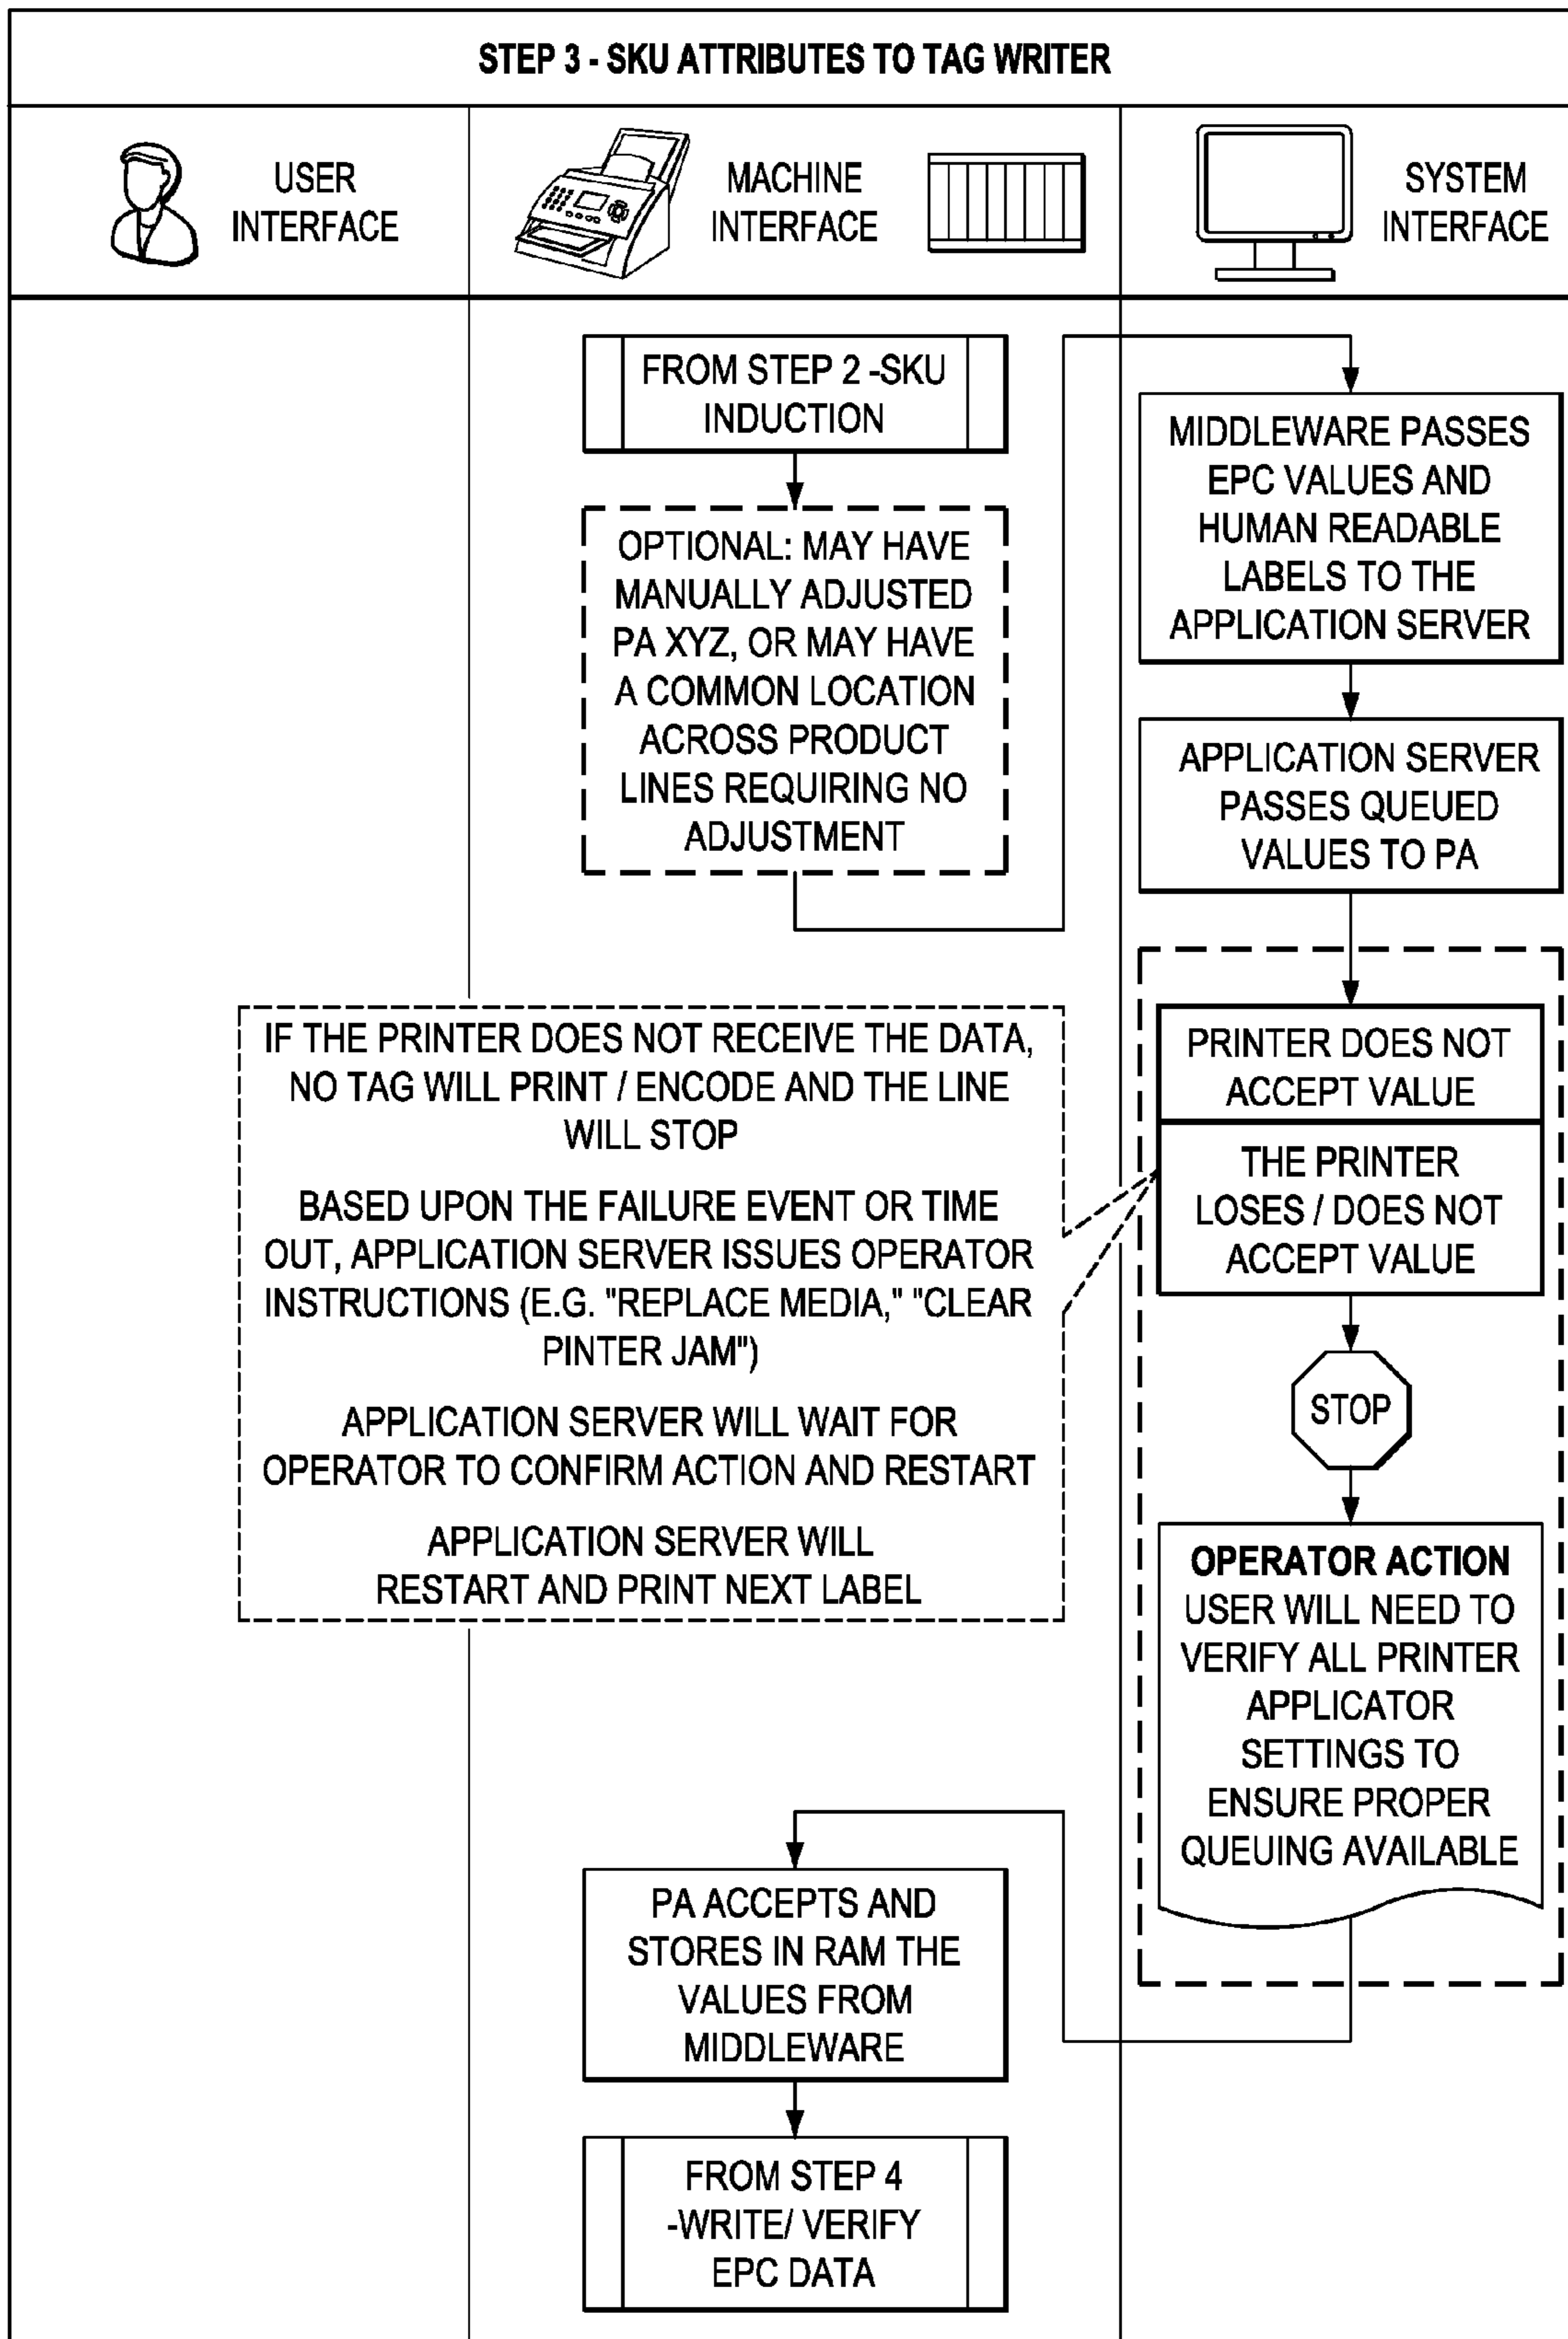 STEP 3 - SKU ATTRIBUTES TO TAG WRITER
USER
INTERFACE
MACHINE
INTERFACE
SYSTEM
INTERFACE
FROM STEP 2 -SKU
INDUCTION
OPTIONAL: MAY HAVE
MANUALLY ADJUSTED
PA XYZ, OR MAY HAVE
A COMMON LOCATION
ACROSS PRODUCT
LINES REQUIRING NO
ADJUSTMENT
MIDDLEWARE PASSES
EPC VALUES AND
HUMAN READABLE
LABELS TO THE
APPLICATION SERVER
APPLICATION SERVER
PASSES QUEUED
VALUES TO PA
PRINTER DOES NOT
ACCEPT VALUE
THE PRINTER
LOSES / DOES NOT
ACCEPT VALUE
IF THE PRINTER DOES NOT RECEIVE THE DATA,
NO TAG WILL PRINT / ENCODE AND THE LINE
WILL STOP
BASED UPON THE FAILURE EVENT OR TIME
OUT, APPLICATION SERVER ISSUES OPERATOR
INSTRUCTIONS (E.G. "REPLACE MEDIA," "CLEAR
PINTER JAM")
APPLICATION SERVER WILL WAIT FOR
OPERATOR TO CONFIRM ACTION AND RESTART
APPLICATION SERVER WILL
RESTART AND PRINT NEXT LABEL
STOP
OPERATOR ACTION
USER WILL NEED TO
VERIFY ALL PRINTER
APPLICATOR
SETTINGS TO
ENSURE PROPER
QUEUING AVAILABLE
PA ACCEPTS AND
STORES IN RAM THE
VALUES FROM
MIDDLEWARE
FROM STEP 4
-WRITE/ VERIFY
EPC DATA